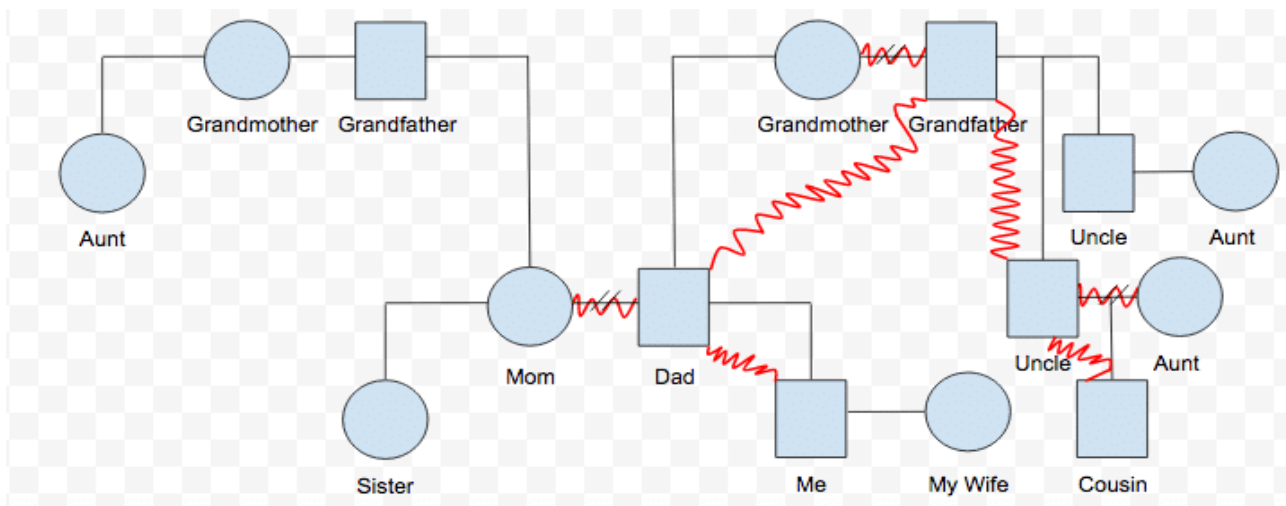 Grandmother
Grandfather
Grandmother
Grandfather
Aunt
Uncle
Aunt
Mom
Dad
Uncle
Aunt
Sister
Me
My Wife
Cousin